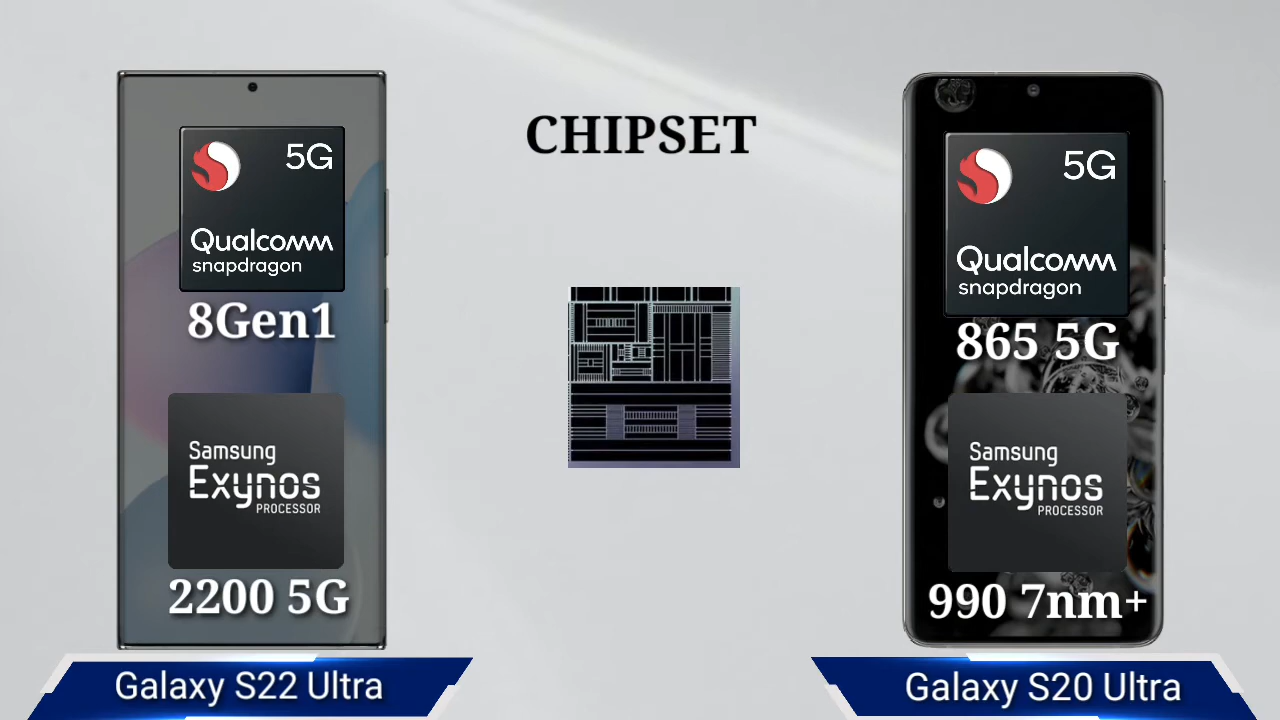 CHIPSET
5G
Qualcomm
snapdragon
8Gen1
Samsung
Exynos
PROCESSOR
2200 5G
Galaxy S22 Ultra
5G
Qualcomm
snapdragon
865 5G
Samsung
Exynos
PROCESSOR
990 7nm+
Galaxy S20 Ultra